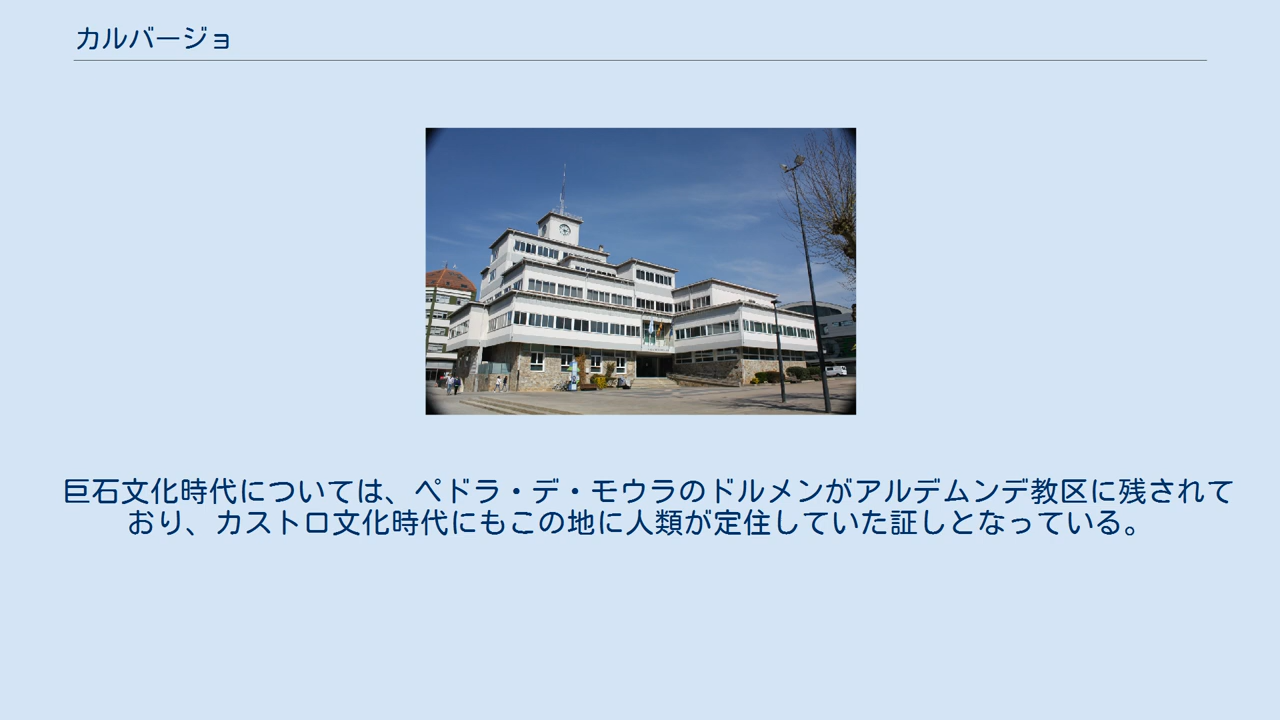 カルバージョ
巨石文化時代については、ペドラ・デ・モウラのドルメンがアルデムンデ教区に残されて
おり、カストロ文化時代にもこの地に人類が定住していた証しとなっている。